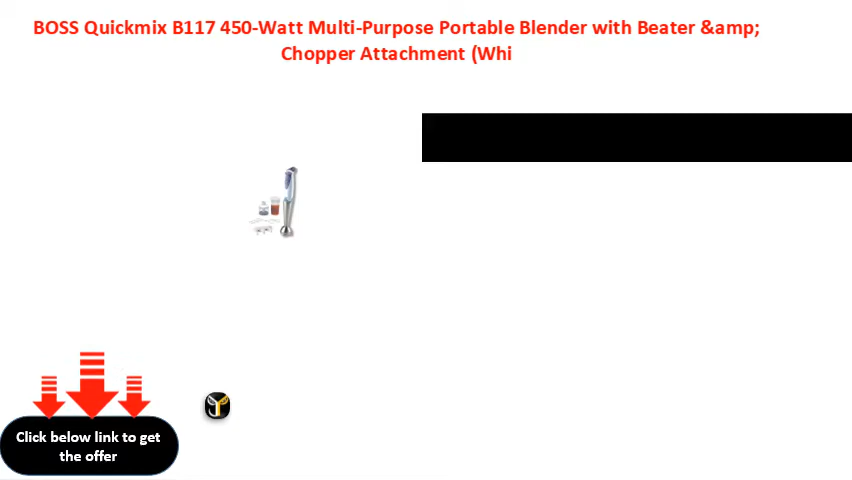 BOSS Quickmix B117 450-Watt Multi-Purpose Portable Blender with Beater &amp;
Chopper Attachment (Whi
Click below link to get
the offer